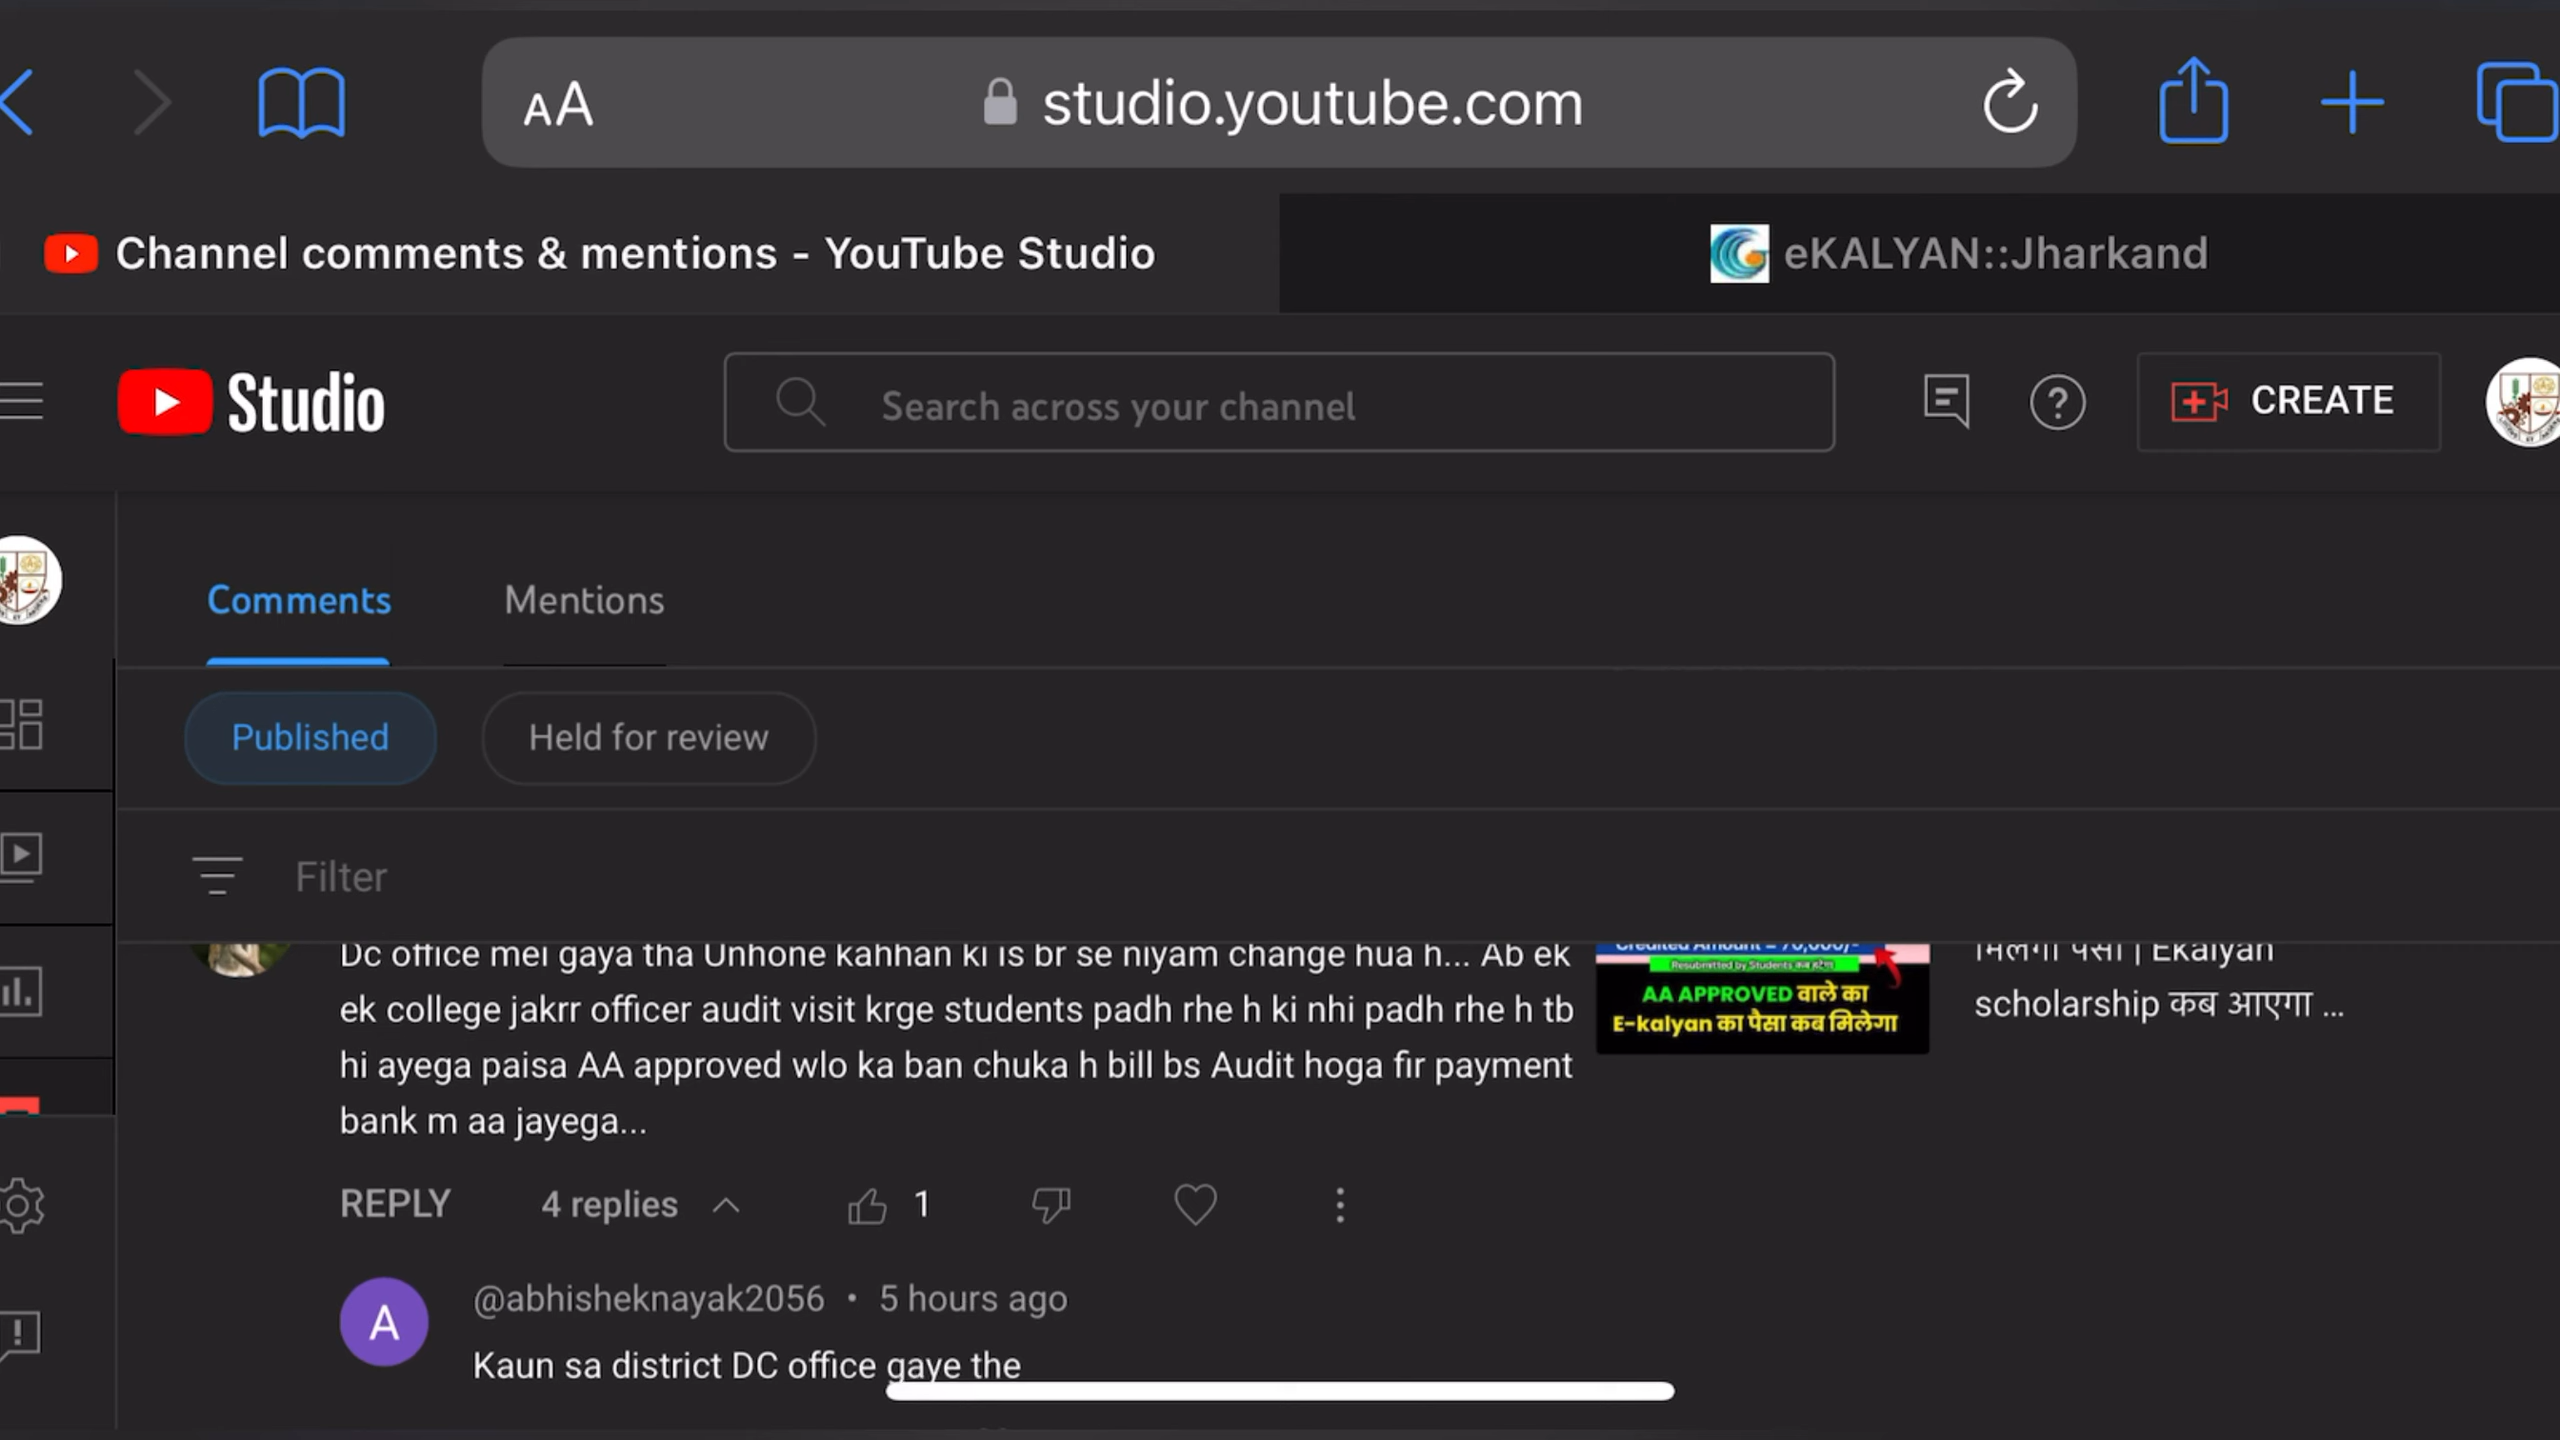 AA studio.youtube.com
Channel comments & mentions - YouTube Studio
eKALYAN::Jharkand
Studio
Search across your channel
CREATE
Comments Mentions
Published Held for review
Filter
Dc office mei gaya tha Unhone kahhan ki is br se niyam change hua h... Ab ek
ek college jakrr officer audit visit krge students padh rhe h ki nhi padh rhe h tb
hi ayega paisa AA approved wlo ka ban chuka h bill bs Audit hoga fir payment
bank m aa jayega...
Credited Amount = 70,000/-
Resubmitted by Students कब हटेगा
AA APPROVED वाले का
E-kalyan का पैसा कब मिलेगा
मिलेगा पैसा | Ekalyan
scholarship कब आएगा ...
REPLY 4 replies 1
A
@abhisheknayak2056 • 5 hours ago
Kaun sa district DC office gaye the